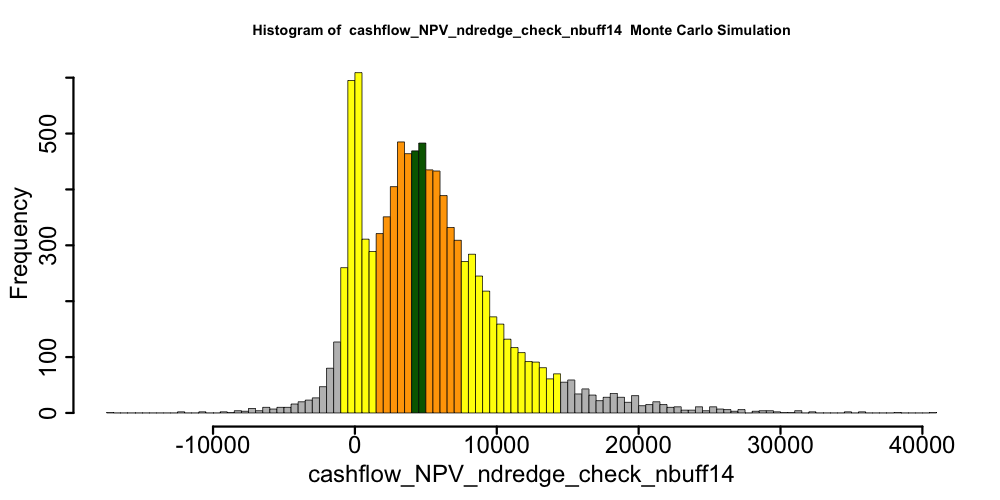 Histogram of  cashflow_NPV_ndredge_check_nbuff14  Monte Carlo Simulation
Frequency
500
300
100
0
-10000 0 10000 20000 30000 40000
cashflow_NPV_ndredge_check_nbuff14